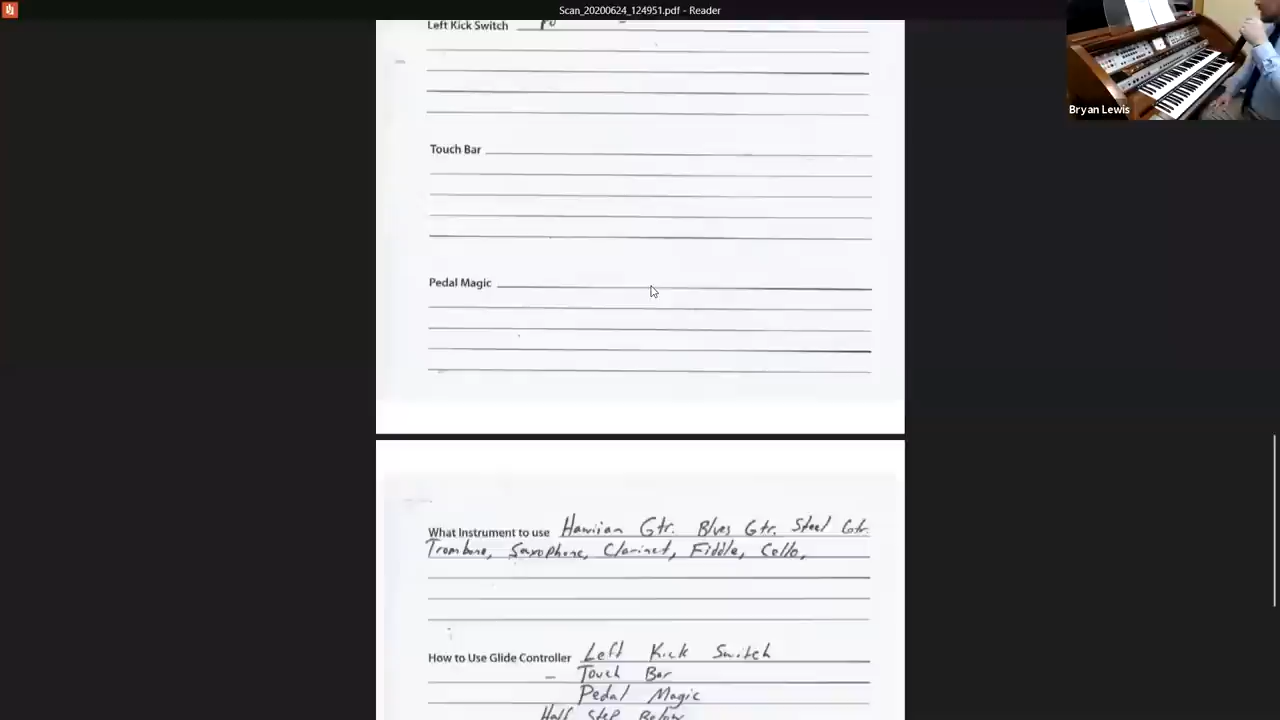 Scan_20200624_124951.pdf - Reader
Bryan Lewis
Left Kick Switch
Touch Bar
Pedal Magic
What Instrument to use Hawiian Gtr. Blues Gtr. Steel Gtr.
Trombone, Saxophone, Clarinet, Fiddle, Cello,
How to Use Glide Controller Left Kick Switch
- Touch Bar
Pedal Magic
Half Step Below